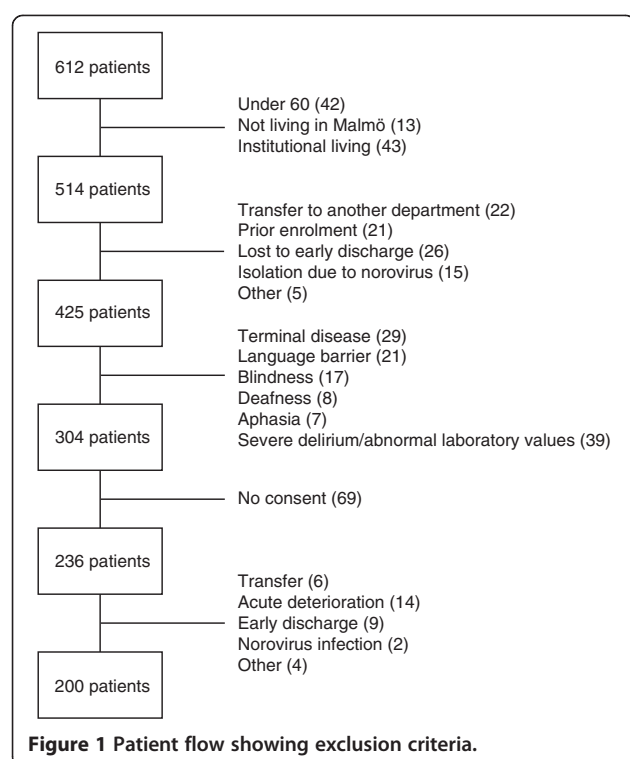 612 patients
Under 60 (42)
Not living in Malmö (13)
Institutional living (43)
514 patients
Transfer to another department (22)
Prior enrolment (21)
Lost to early discharge (26)
Isolation due to norovirus (15)
Other (5)
425 patients
Terminal disease (29)
Language barrier (21)
Blindness (17)
Deafness (8)
Aphasia (7)
Severe delirium/abnormal laboratory values (39)
304 patients
No consent (69)
236 patients
Transfer (6)
Acute deterioration (14)
Early discharge (9)
Norovirus infection (2)
Other (4)
200 patients
Figure 1 Patient flow showing exclusion criteria.